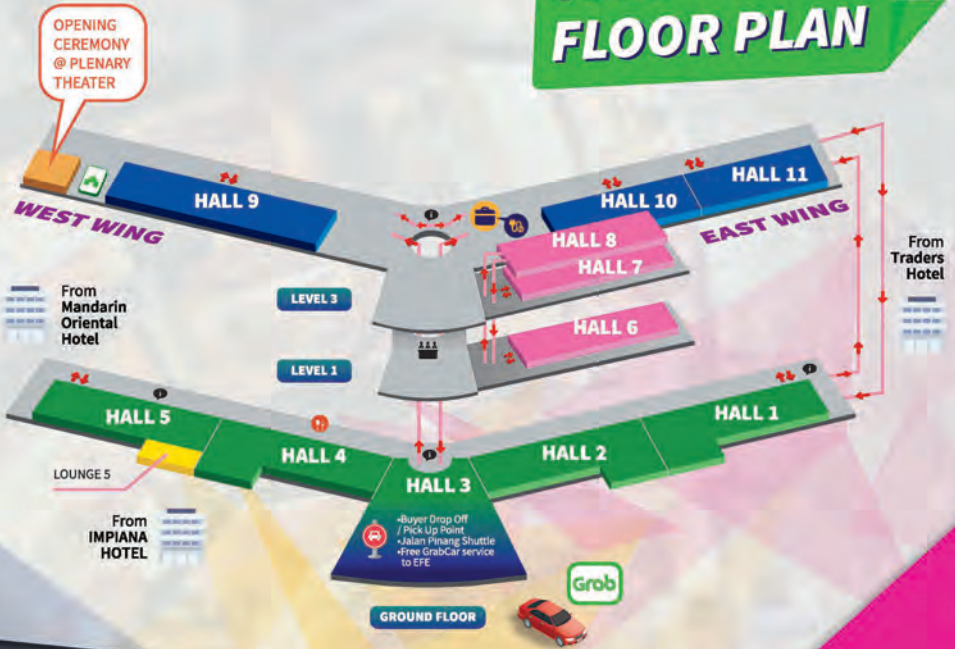 FLOOR PLAN
OPENING
CEREMONY
@ PLENARY
THEATER
HALL 9
HALL 10
HALL 11
WEST WING
EAST WING
HALL 8
HALL 7
From
Mandarin
Oriental
Hotel
From
Traders
Hotel
LEVEL 3
HALL 6
LEVEL 1
HALL 5
HALL 4
HALL 3
HALL 2
HALL 1
LOUNGE 5
From
IMPIANA
HOTEL
•Buyer Drop Off
/ Pick Up Point
•Jalan Pinang Shuttle
•Free GrabCar service
to EFE
GROUND FLOOR
Grab